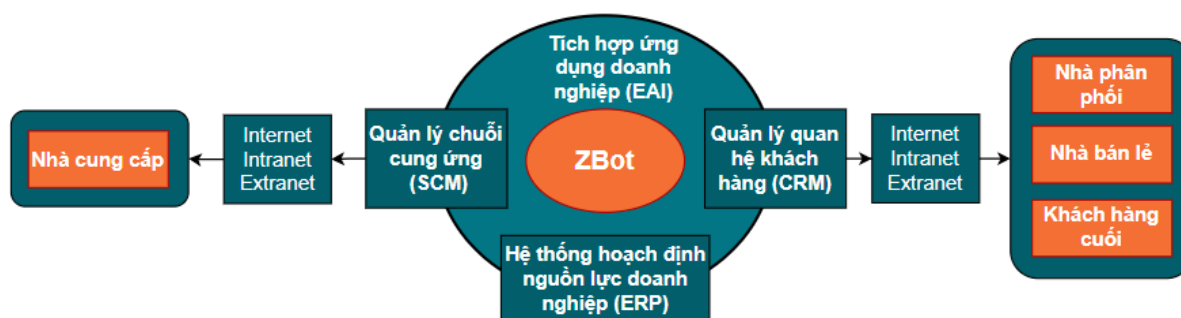 Tích hợp ứng
dụng doanh
nghiệp (EAI)
Nhà cung cấp
Internet
Intranet
Extranet
Quản lý chuỗi
cung ứng
(SCM)
ZBot
Quản lý quan
hệ khách
hàng (CRM)
Internet
Intranet
Extranet
Nhà phân
phối
Nhà bán lẻ
Khách hàng
cuối
Hệ thống hoạch định
nguồn lực doanh
nghiệp (ERP)